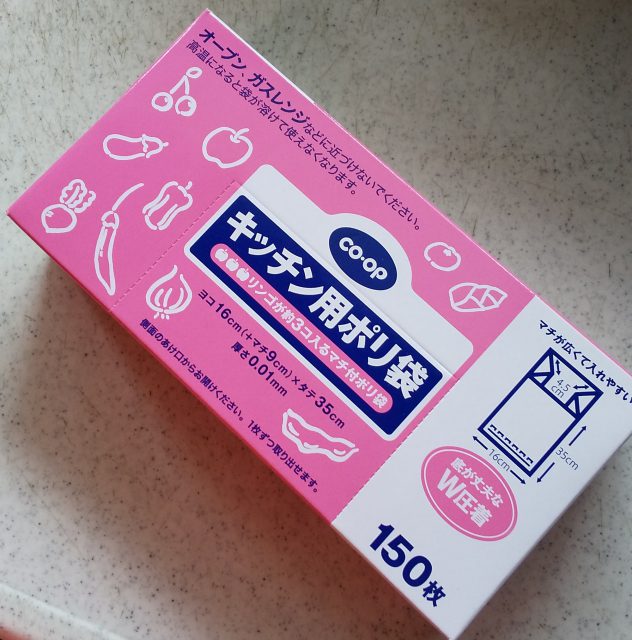 オーブン、ガスレンジなどに近づけないでください。
高温になると袋が溶けて使えなくなります。
CO·OP
キッチン用ポリ袋
リンゴが約3コ入るマチ付ポリ袋
ヨコ16cm(+マチ9cm)×タテ35cm
厚さ0.01mm
側面のあけ口からお開けください。1枚ずつ取り出せます。
マチが広くて入れやすい
4.5
cm
35cm
16cm
底が丈夫な
W圧着
150枚